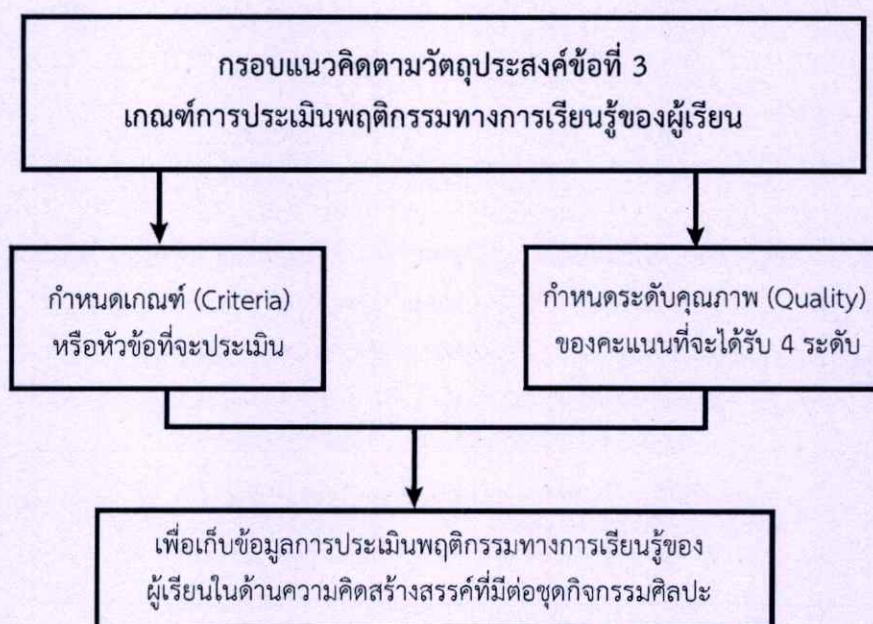 กรอบแนวคิดตามวัตถุประสงค์ข้อที่ 3
เกณฑ์การประเมินพฤติกรรมทางการเรียนรู้ของผู้เรียน
กำหนดเกณฑ์ (Criteria)
หรือหัวข้อที่จะประเมิน
กำหนดระดับคุณภาพ (Quality)
ของคะแนนที่จะได้รับ 4 ระดับ
เพื่อเก็บข้อมูลการประเมินพฤติกรรมทางการเรียนรู้ของ
ผู้เรียนในด้านความคิดสร้างสรรค์ที่มีต่อชุดกิจกรรมศิลปะ